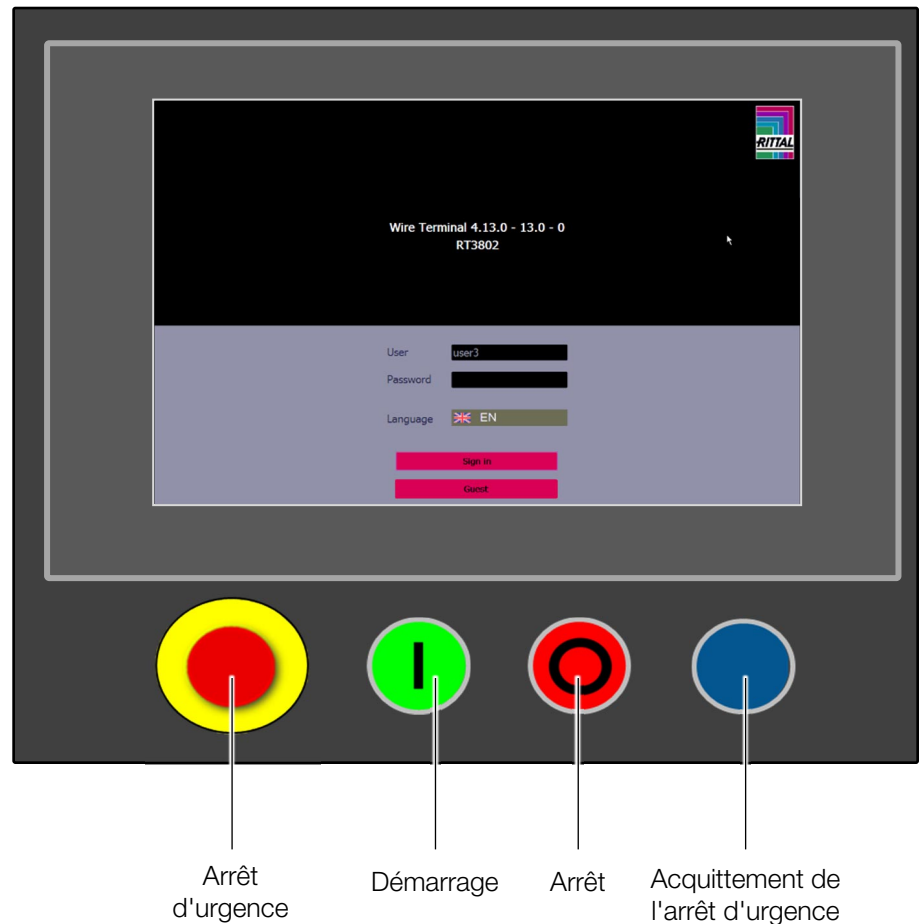 RITTAL
Wire Terminal 4.13.0 - 13.0 - 0
RT3802
User user3
Password
Language EN
Sign in
Guest
Arrêt
d'urgence
Démarrage
Arrêt
Acquittement de
l'arrêt d'urgence